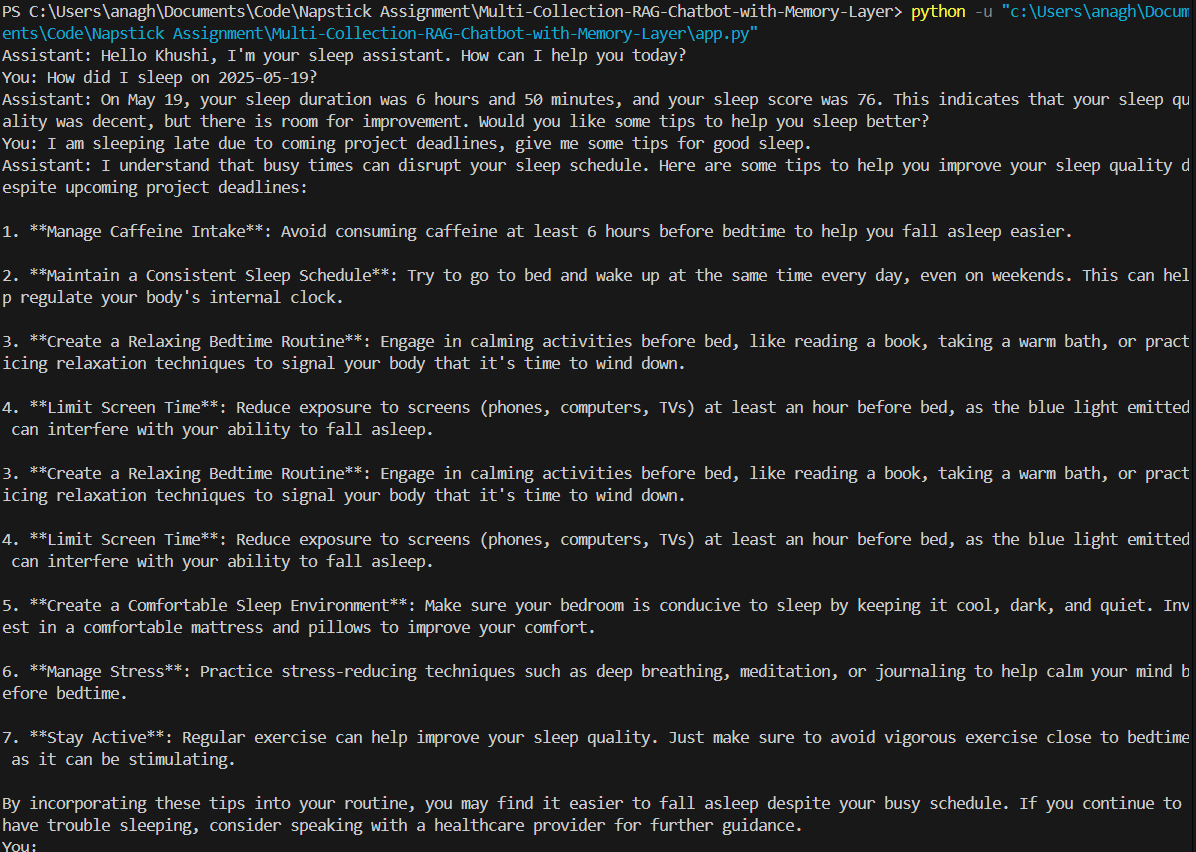 PS C:\Users\anagh\Documents\Code\Napstick Assignment\Multi-Collection-RAG-Chatbot-with-Memory-Layer> python -u "c:\Users\anagh\Docum
ents\Code\Napstick Assignment\Multi-Collection-RAG-Chatbot-with-Memory-Layer\app.py"
Assistant: Hello Khushi, I'm your sleep assistant. How can I help you today?
You: How did I sleep on 2025-05-19?
Assistant: On May 19, your sleep duration was 6 hours and 50 minutes, and your sleep score was 76. This indicates that your sleep qu
ality was decent, but there is room for improvement. Would you like some tips to help you sleep better?
You: I am sleeping late due to coming project deadlines, give me some tips for good sleep.
Assistant: I understand that busy times can disrupt your sleep schedule. Here are some tips to help you improve your sleep quality d
espite upcoming project deadlines:
1. **Manage Caffeine Intake**: Avoid consuming caffeine at least 6 hours before bedtime to help you fall asleep easier.
2. **Maintain a Consistent Sleep Schedule**: Try to go to bed and wake up at the same time every day, even on weekends. This can hel
p regulate your body's internal clock.
3. **Create a Relaxing Bedtime Routine**: Engage in calming activities before bed, like reading a book, taking a warm bath, or pract
icing relaxation techniques to signal your body that it's time to wind down.
4. **Limit Screen Time**: Reduce exposure to screens (phones, computers, TVs) at least an hour before bed, as the blue light emitted
can interfere with your ability to fall asleep.
3. **Create a Relaxing Bedtime Routine**: Engage in calming activities before bed, like reading a book, taking a warm bath, or pract
icing relaxation techniques to signal your body that it's time to wind down.
4. **Limit Screen Time**: Reduce exposure to screens (phones, computers, TVs) at least an hour before bed, as the blue light emitted
can interfere with your ability to fall asleep.
5. **Create a Comfortable Sleep Environment**: Make sure your bedroom is conducive to sleep by keeping it cool, dark, and quiet. Inv
est in a comfortable mattress and pillows to improve your comfort.
6. **Manage Stress**: Practice stress-reducing techniques such as deep breathing, meditation, or journaling to help calm your mind b
efore bedtime.
7. **Stay Active**: Regular exercise can help improve your sleep quality. Just make sure to avoid vigorous exercise close to bedtime
as it can be stimulating.
By incorporating these tips into your routine, you may find it easier to fall asleep despite your busy schedule. If you continue to
have trouble sleeping, consider speaking with a healthcare provider for further guidance.
You: